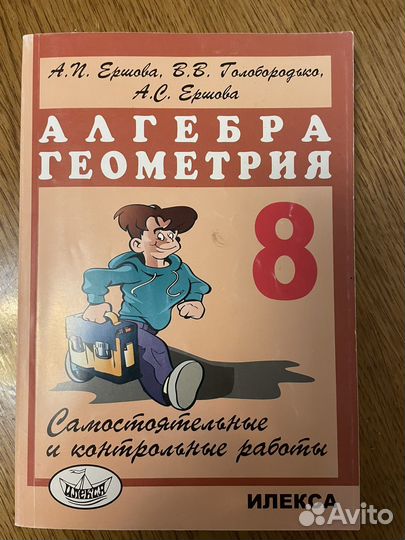 А.П. Ершова, В.В. Голобородько,
А.С. Ершова
АЛГЕБРА
ГЕОМЕТРИЯ
8
Самостоятельные
и контрольные работы
ИЛЕКСА
ИЛЕКСА
Avito